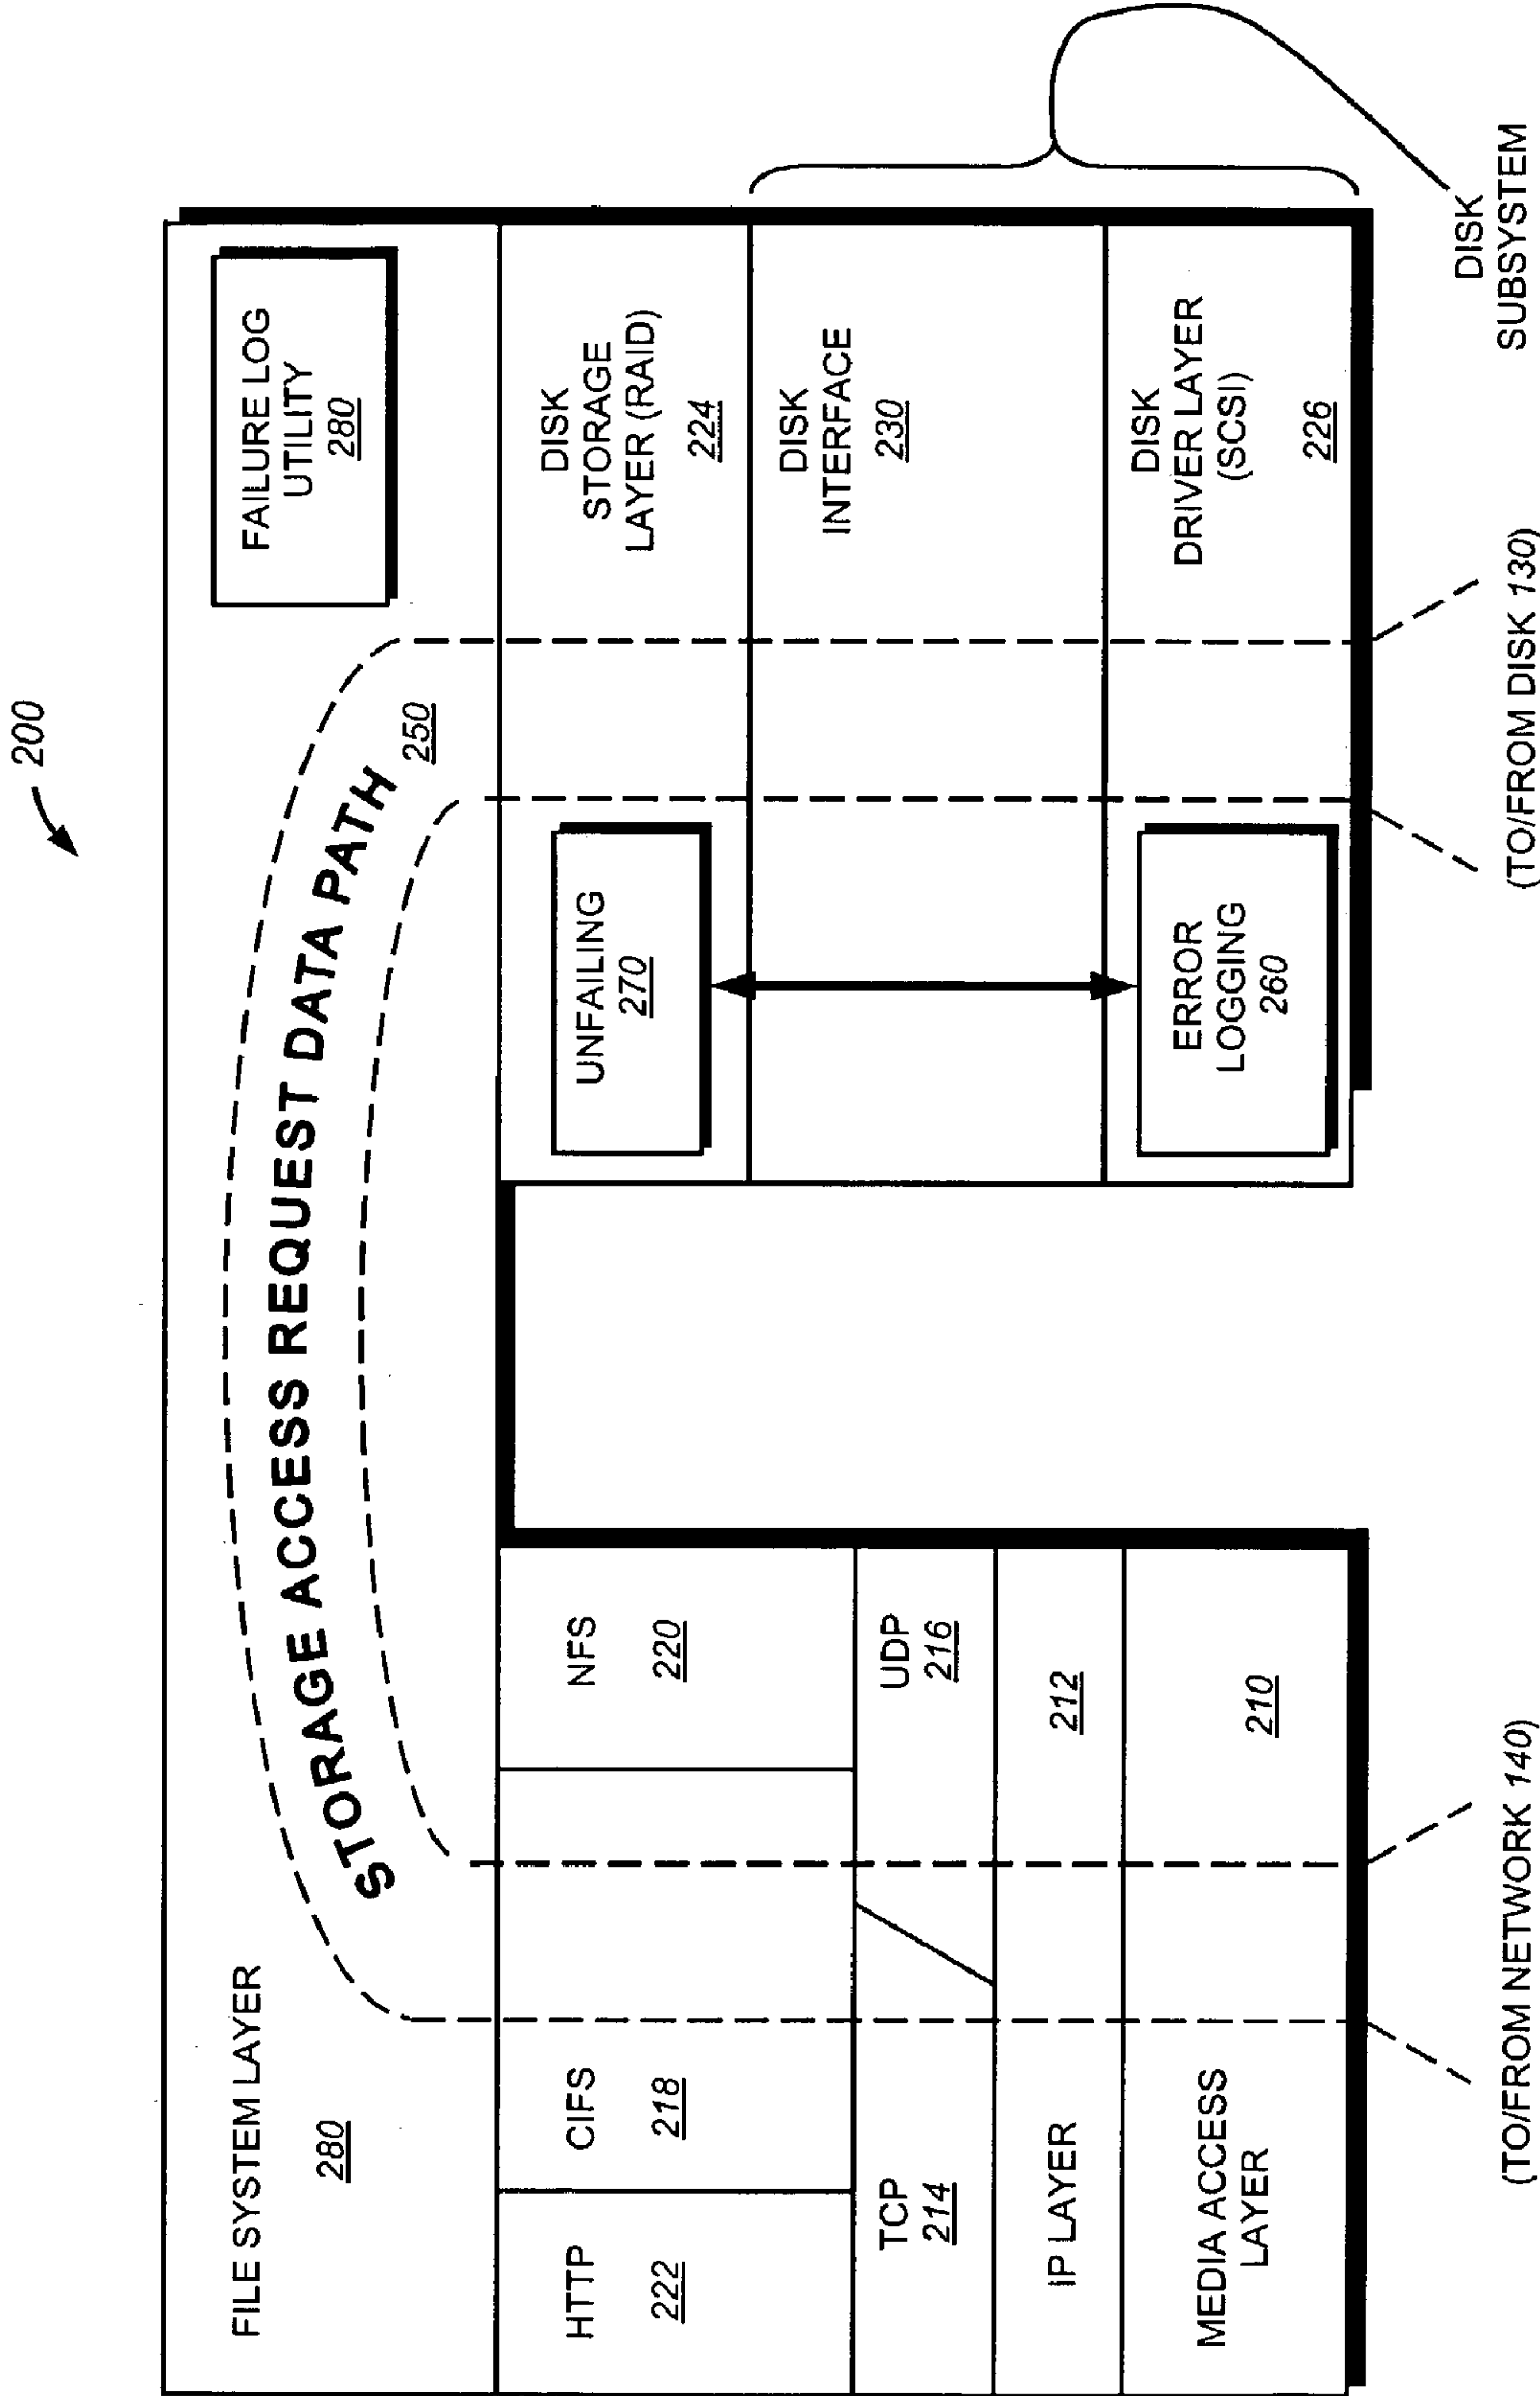 200
FILE SYSTEM LAYER
280
STORAGE ACCESS REQUEST DATA PATH
250
FAILURE LOG
UTILITY
280
HTTP
222
CIFS
218
NFS
220
TCP
214
UDP
216
IP LAYER
212
MEDIA ACCESS
LAYER
210
(TO/FROM NETWORK 140)
UNFAILING
270
DISK
STORAGE
LAYER (RAID)
224
DISK
INTERFACE
230
ERROR
LOGGING
260
DISK
DRIVER LAYER
(SCSI)
226
(TO/FROM DISK 130)
DISK
SUBSYSTEM